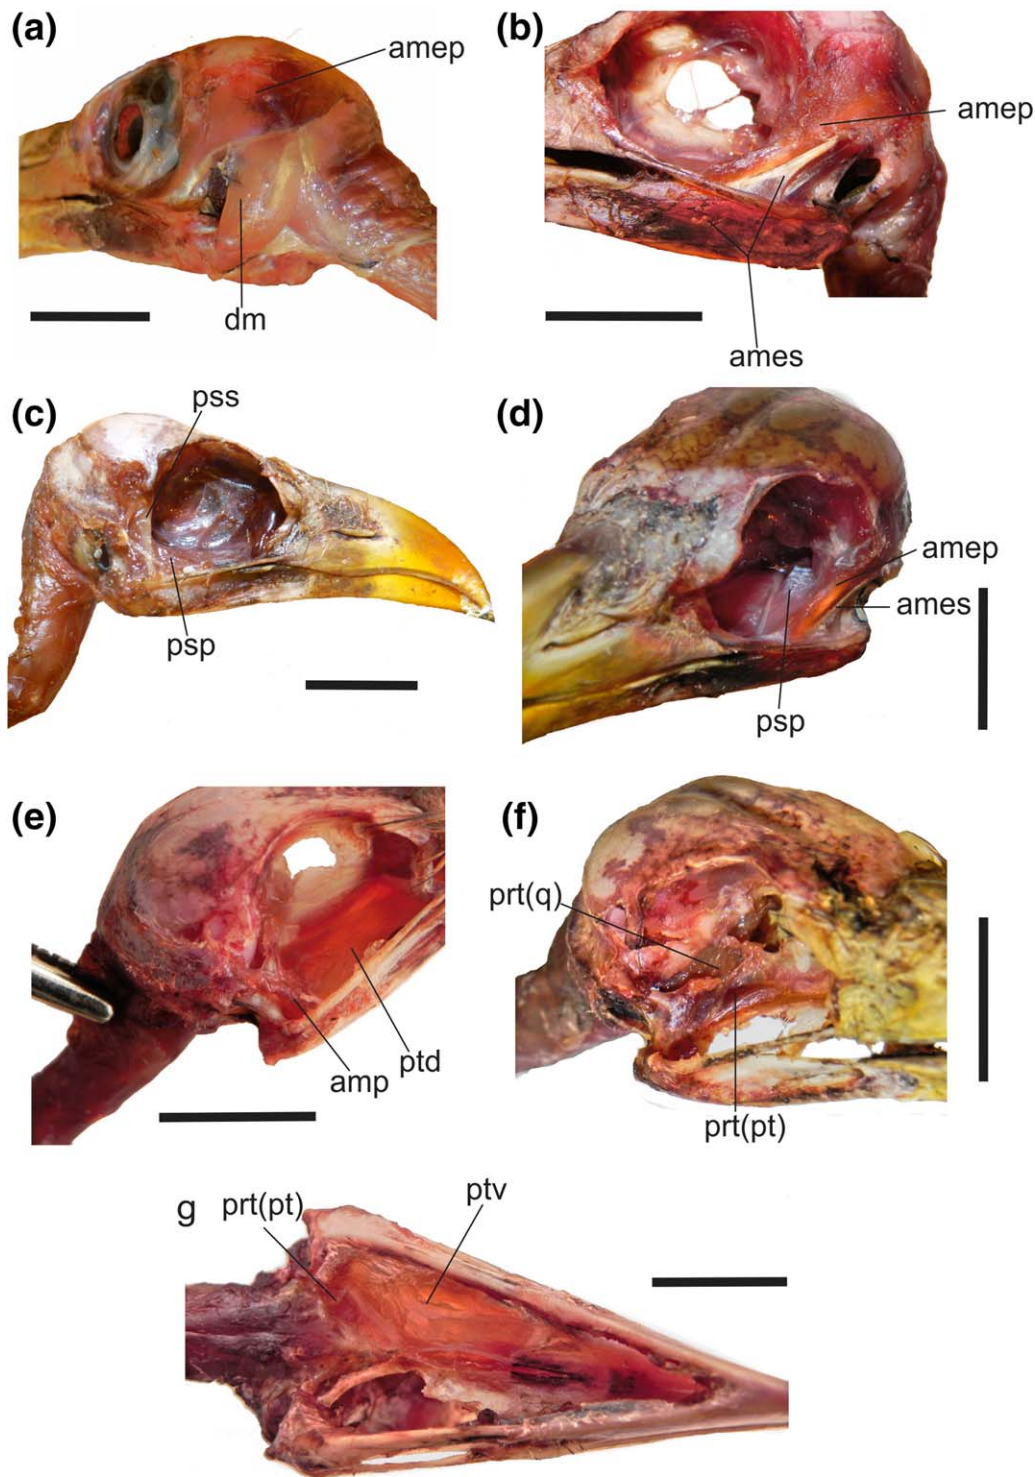 (a)
amep
dm
(b)
amep
ames
(c)
pss
psp
(d)
amep
ames
psp
(e)
amp
ptd
(f)
prt(q)
prt(pt)
g
prt(pt)
ptv